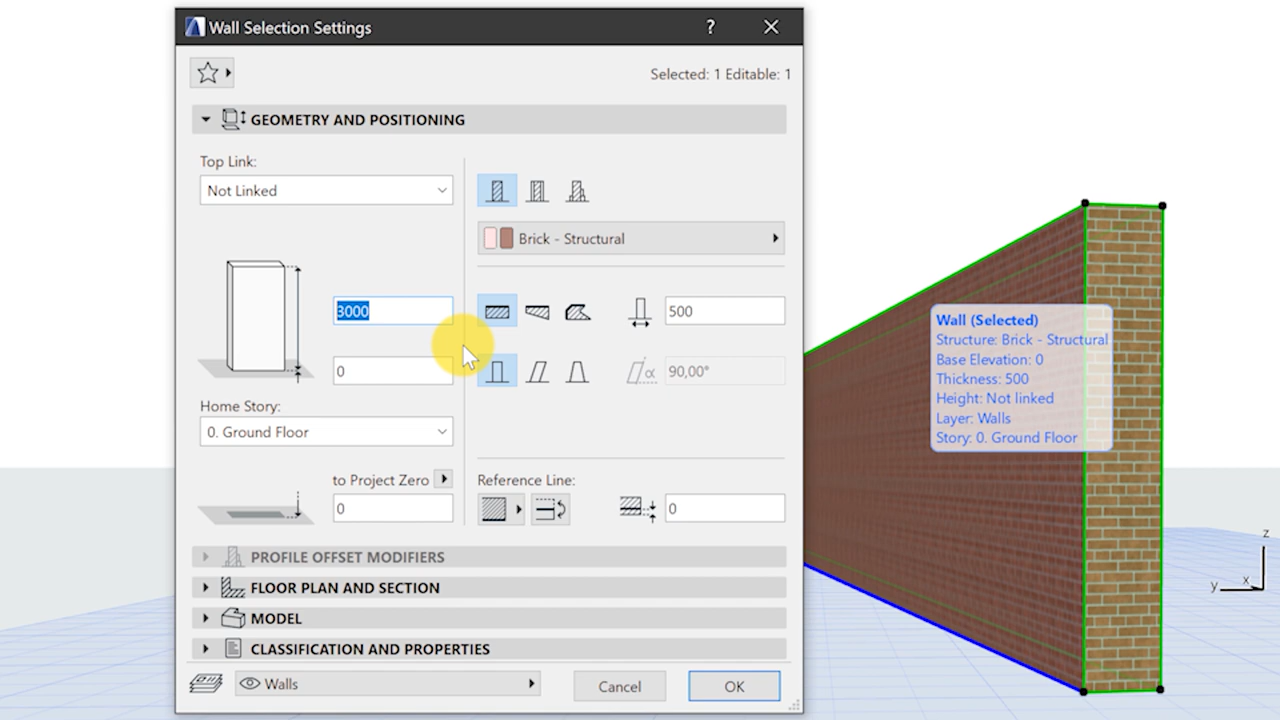 Wall Selection Settings
?
Selected: 1 Editable: 1
GEOMETRY AND POSITIONING
Top Link:
Not Linked
Brick - Structural
3000
500
0
90,00°
α
Home Story:
0. Ground Floor
to Project Zero
Reference Line:
0
0
PROFILE OFFSET MODIFIERS
FLOOR PLAN AND SECTION
MODEL
CLASSIFICATION AND PROPERTIES
Walls
Cancel
OK
Wall (Selected)
Structure: Brick - Structural
Base Elevation: 0
Thickness: 500
Height: Not linked
Layer: Walls
Story: 0. Ground Floor
z
y
x